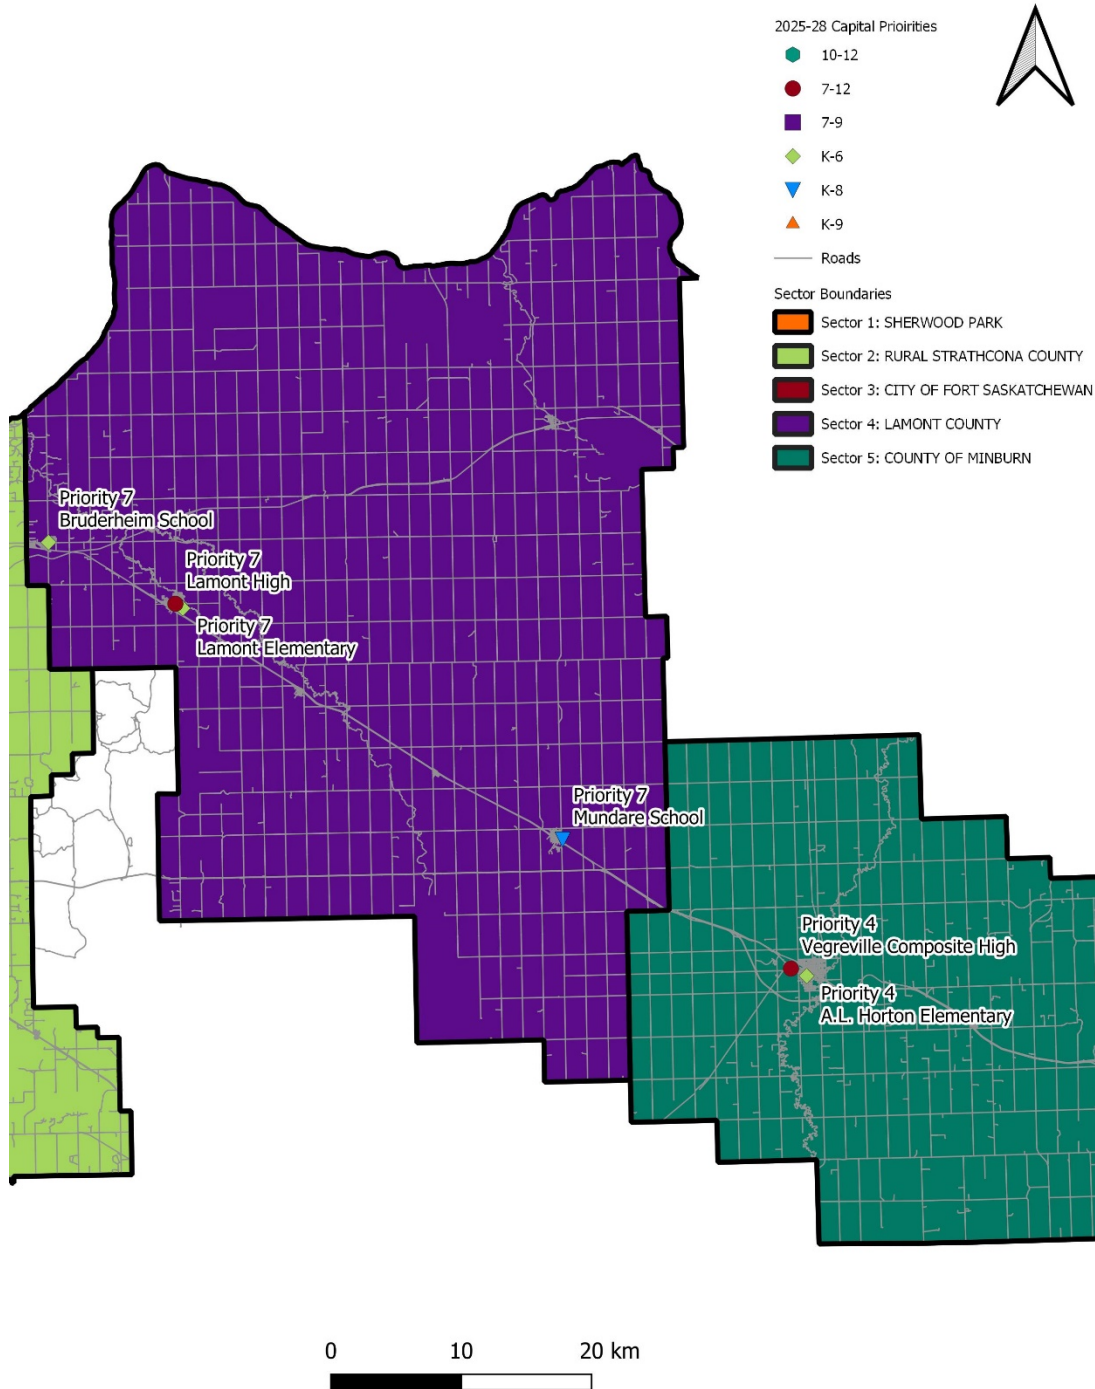 2025-28 Capital Prioirities
10-12
7-12
7-9
K-6
K-8
K-9
Roads
Sector Boundaries
Sector 1: SHERWOOD PARK
Sector 2: RURAL STRATHCONA COUNTY
Sector 3: CITY OF FORT SASKATCHEWAN
Sector 4: LAMONT COUNTY
Sector 5: COUNTY OF MINBURN
Priority 7
Bruderheim School
Priority 7
Lamont High
Priority 7
Lamont Elementary
Priority 7
Mundare School
Priority 4
Vegreville Composite High
Priority 4
A.L. Horton Elementary
0 10 20 km